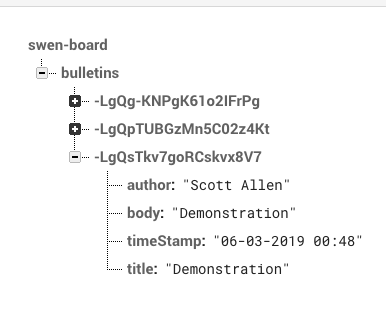 swen-board
bulletins
-LgQg-KNPgK61o2IFrPg
-LgQpTUBGzMn5C02z4Kt
-LgQsTkv7goRCskvx8V7
author: "Scott Allen"
body: "Demonstration"
timeStamp: "06-03-2019 00:48"
title: "Demonstration"